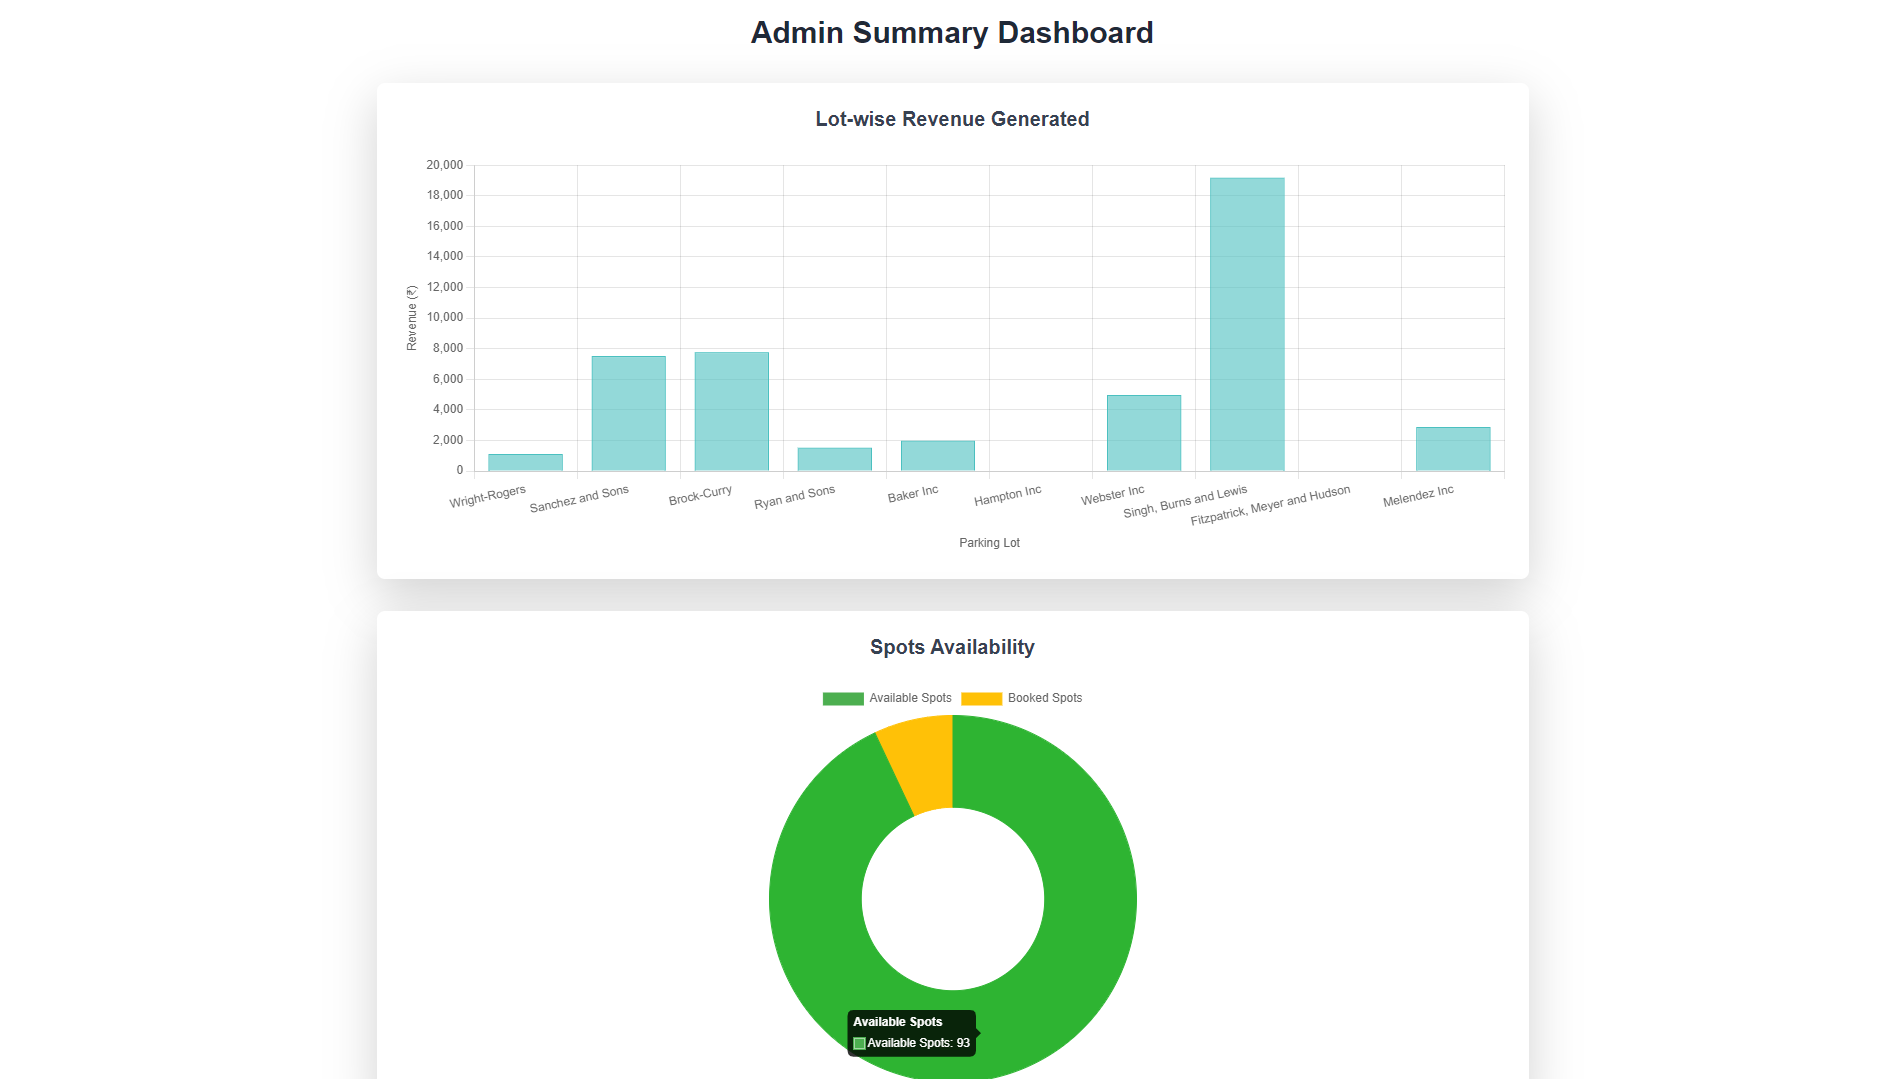 Admin Summary Dashboard
Lot-wise Revenue Generated
20,000
18,000
16,000
14,000
12,000
10,000
8,000
6,000
4,000
2,000
0
Revenue (₹)
Wright-Rogers
Sanchez and Sons
Brock-Curry
Ryan and Sons
Baker Inc
Hampton Inc
Webster Inc
Singh, Burns and Lewis
Fitzpatrick, Meyer and Hudson
Melendez Inc
Parking Lot
Spots Availability
Available Spots
Booked Spots
Available Spots
Available Spots: 93